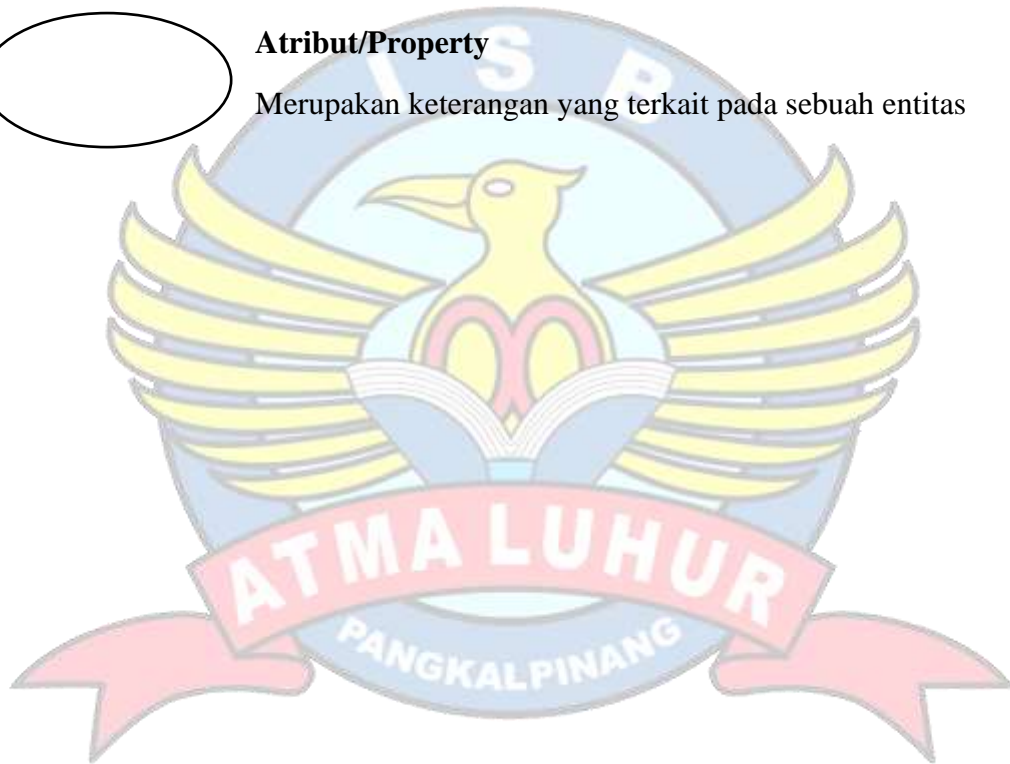 Atribut/Property
Merupakan keterangan yang terkait pada sebuah entitas
I S B
ATMA LUHUR
PANGKALPINANG